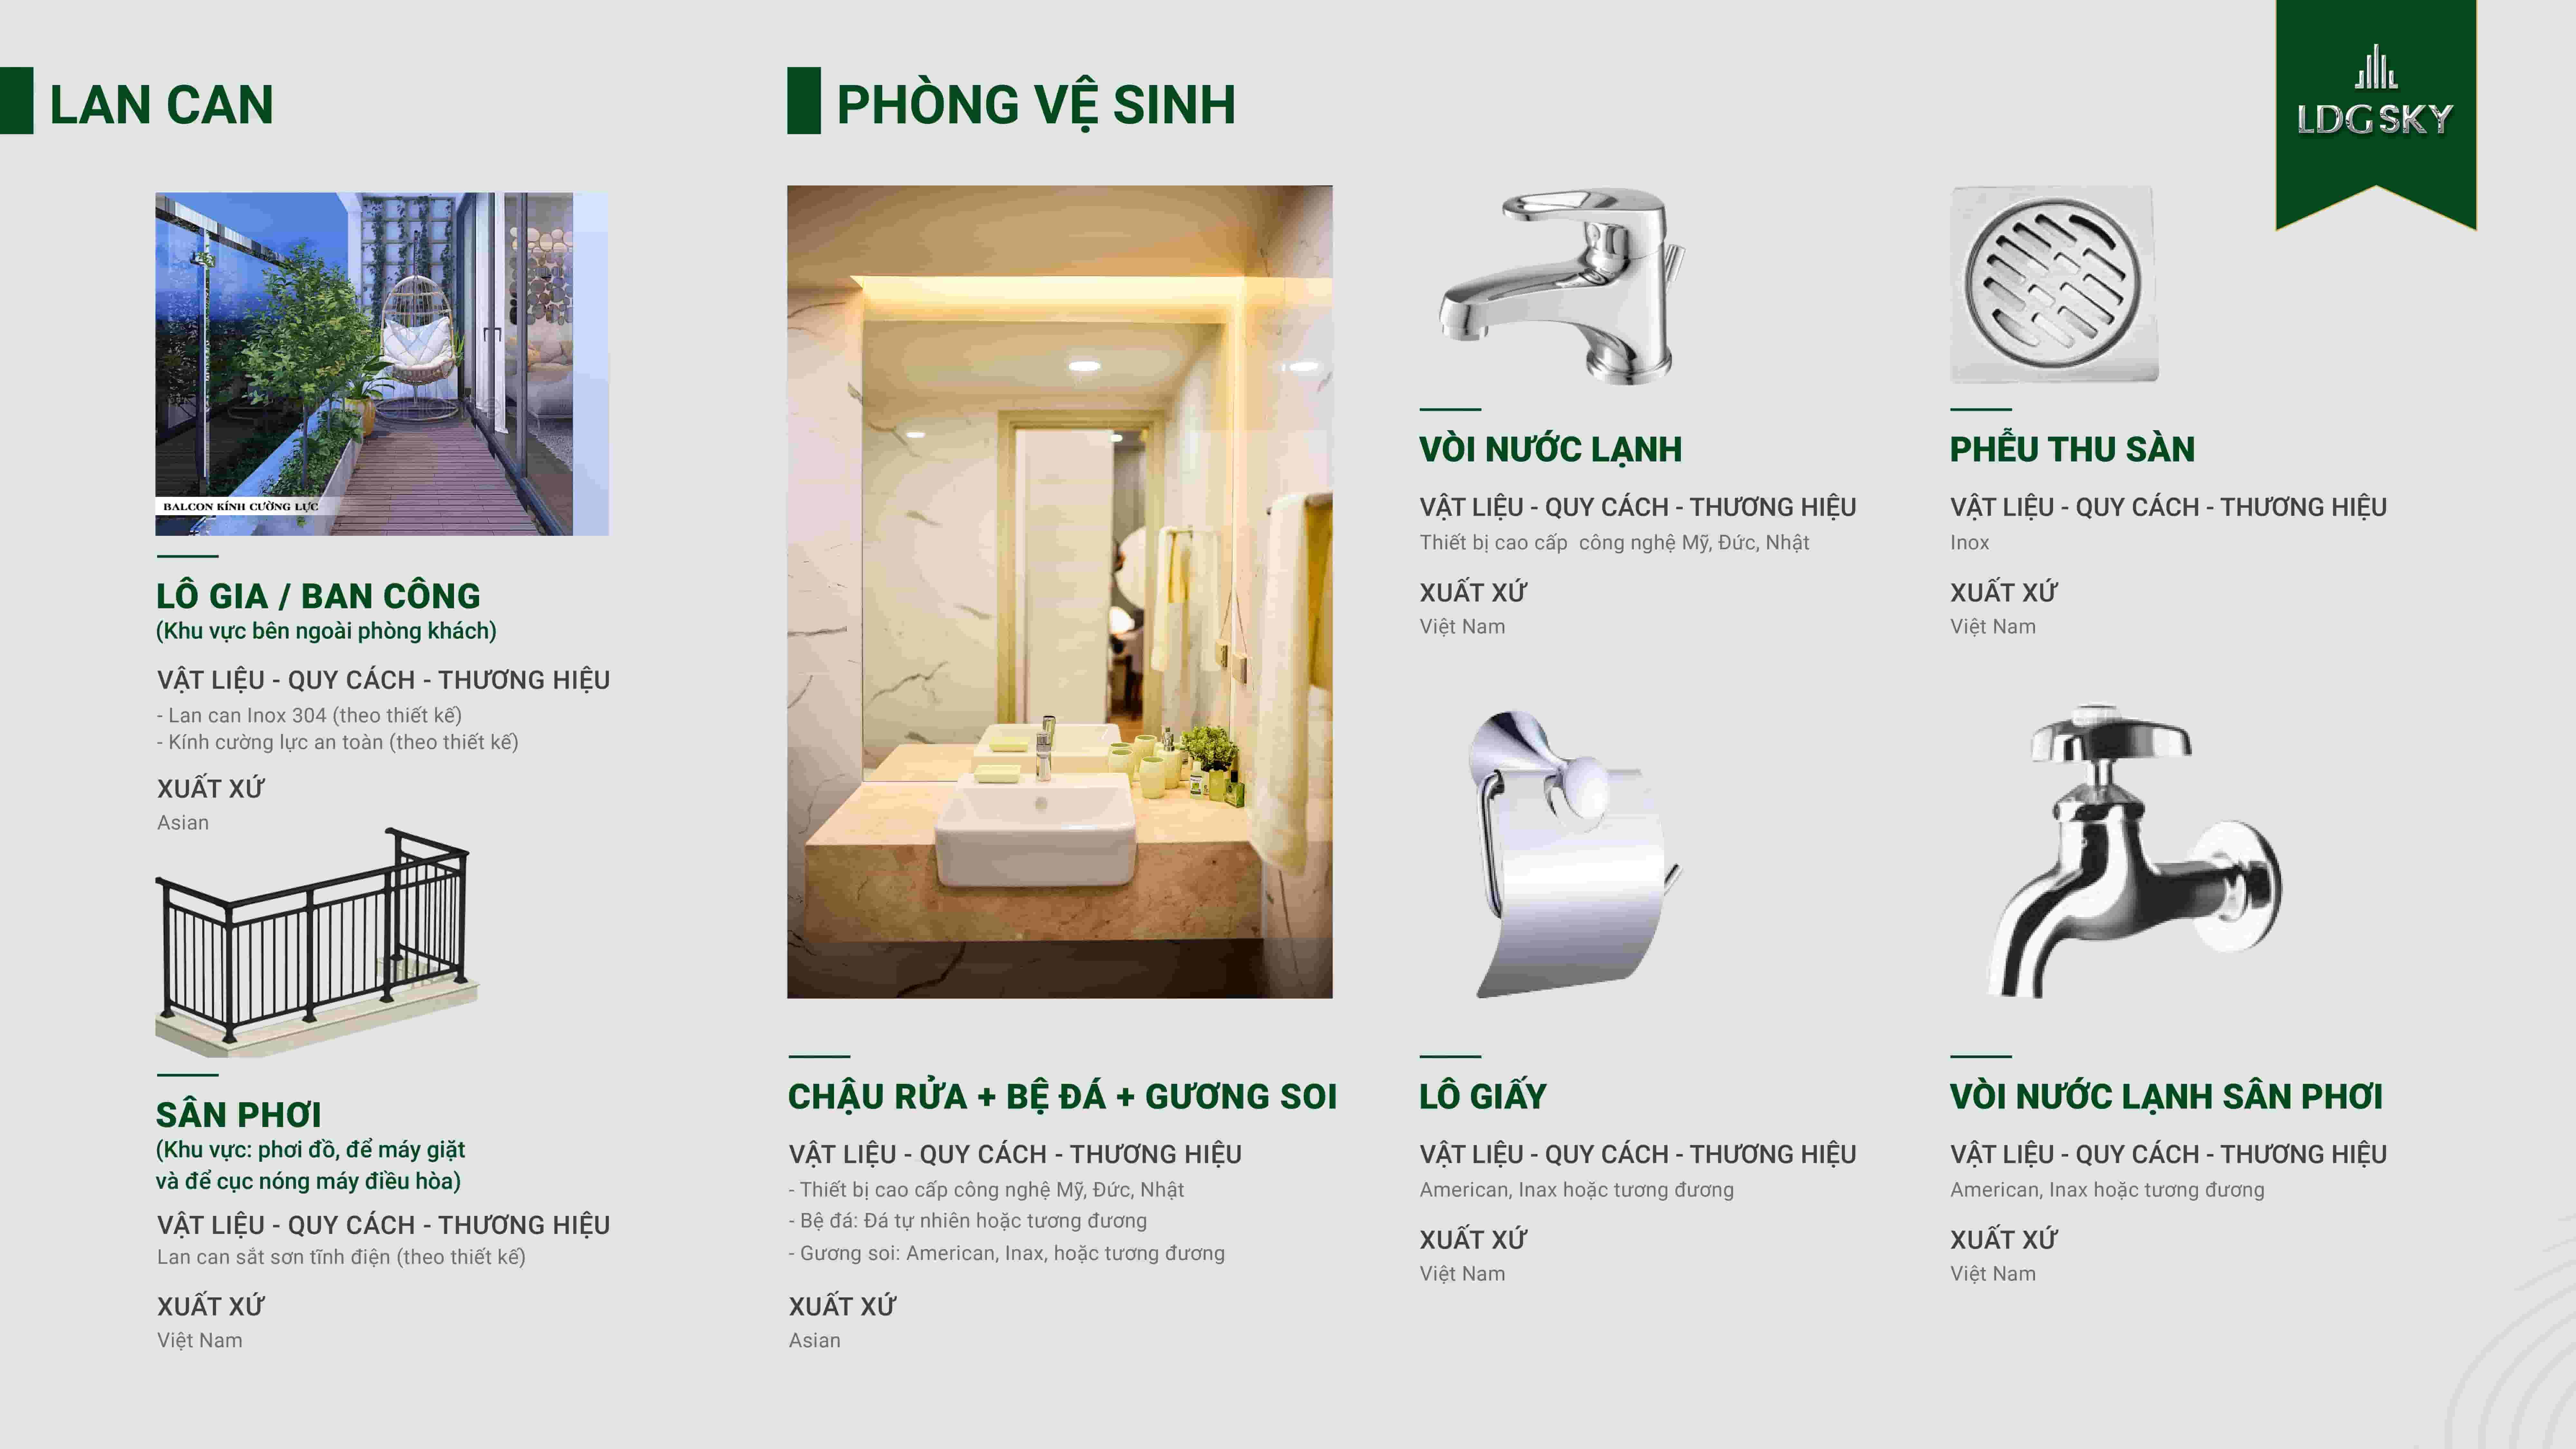 LAN CAN
BALCON KÍNH CƯỜNG LỰC
LÔ GIA / BAN CÔNG
(Khu vực bên ngoài phòng khách)
VẬT LIỆU - QUY CÁCH - THƯƠNG HIỆU
- Lan can Inox 304 (theo thiết kế)
- Kính cường lực an toàn (theo thiết kế)
XUẤT XỨ
Asian
SÂN PHƠI
(Khu vực: phơi đồ, để máy giặt
và để cục nóng máy điều hòa)
VẬT LIỆU - QUY CÁCH - THƯƠNG HIỆU
Lan can sắt sơn tĩnh điện (theo thiết kế)
XUẤT XỨ
Việt Nam
PHÒNG VỆ SINH
CHẬU RỬA + BỆ ĐÁ + GƯƠNG SOI
VẬT LIỆU - QUY CÁCH - THƯƠNG HIỆU
- Thiết bị cao cấp công nghệ Mỹ, Đức, Nhật
- Bệ đá: Đá tự nhiên hoặc tương đương
- Gương soi: American, Inax, hoặc tương đương
XUẤT XỨ
Asian
VÒI NƯỚC LẠNH
VẬT LIỆU - QUY CÁCH - THƯƠNG HIỆU
Thiết bị cao cấp  công nghệ Mỹ, Đức, Nhật
XUẤT XỨ
Việt Nam
LÔ GIẤY
VẬT LIỆU - QUY CÁCH - THƯƠNG HIỆU
American, Inax hoặc tương đương
XUẤT XỨ
Việt Nam
LDG SKY
PHỄU THU SÀN
VẬT LIỆU - QUY CÁCH - THƯƠNG HIỆU
Inox
XUẤT XỨ
Việt Nam
VÒI NƯỚC LẠNH SÂN PHƠI
VẬT LIỆU - QUY CÁCH - THƯƠNG HIỆU
American, Inax hoặc tương đương
XUẤT XỨ
Việt Nam